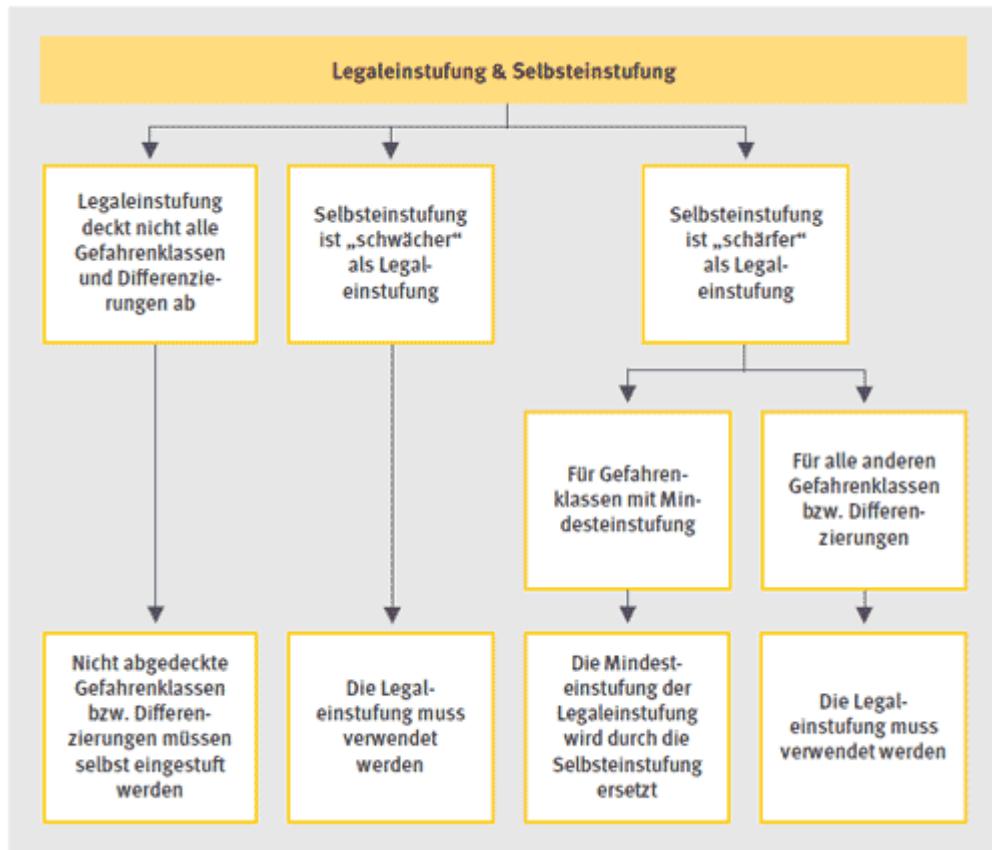 Legaleinstufung & Selbsteinstufung
Legaleinstufung
deckt nicht alle
Gefahrenklassen
und Differenzie-
rungen ab
Selbsteinstufung
ist „schwächer“
als Legal-
einstufung
Selbsteinstufung
ist „schärfer“
als Legal-
einstufung
Für Gefahren-
klassen mit Min-
desteinstufung
Für alle anderen
Gefahrenklassen
bzw. Differen-
zierungen
Nicht abgedeckte
Gefahrenklassen
bzw. Differen-
zierungen müssen
selbst eingestuft
werden
Die Legal-
einstufung muss
verwendet
werden
Die Mindest-
einstufung der
Legaleinstufung
wird durch die
Selbsteinstufung
ersetzt
Die Legal-
einstufung muss
verwendet werden